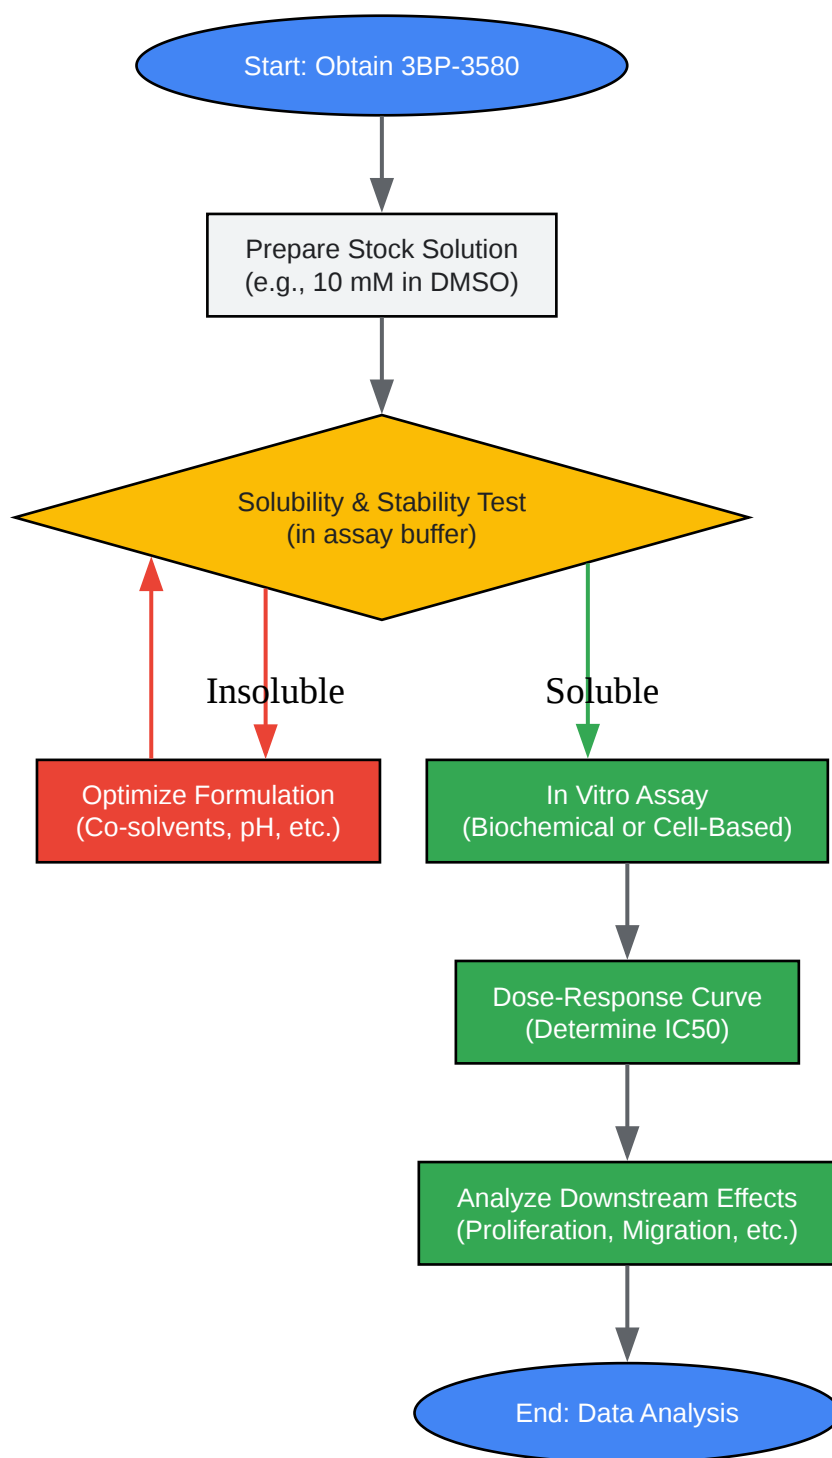 Start: Obtain 3BP-3580
Prepare Stock Solution
(e.g., 10 mM in DMSO)
Solubility & Stability Test
(in assay buffer)
Insoluble
Soluble
Optimize Formulation
(Co-solvents, pH, etc.)
In Vitro Assay
(Biochemical or Cell-Based)
Dose-Response Curve
(Determine IC50)
Analyze Downstream Effects
(Proliferation, Migration, etc.)
End: Data Analysis